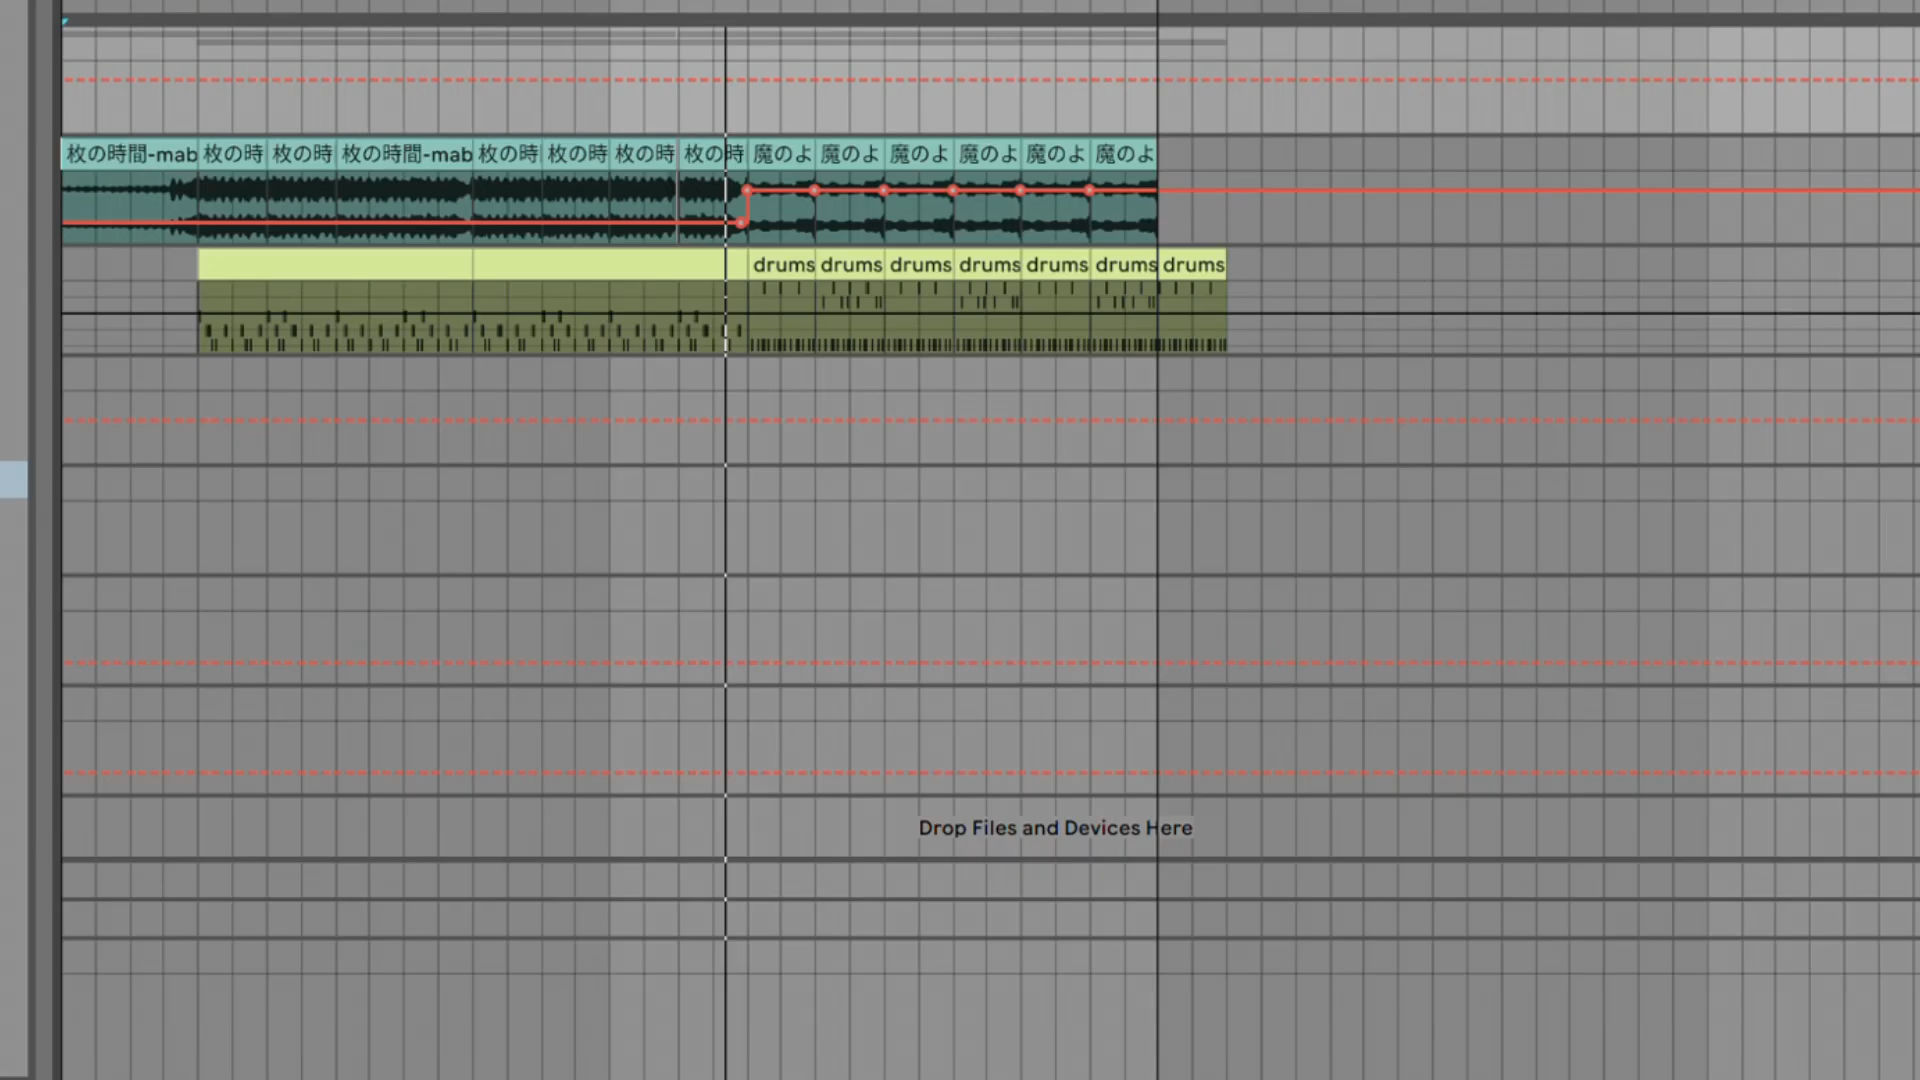 枚の時間-mab 枚の時 枚の時 枚の時間-mab 枚の時 枚の時 枚の時 枚の時 魔のよ 魔のよ 魔のよ 魔のよ 魔のよ 魔のよ
drums drums drums drums drums drums drums
Drop Files and Devices Here